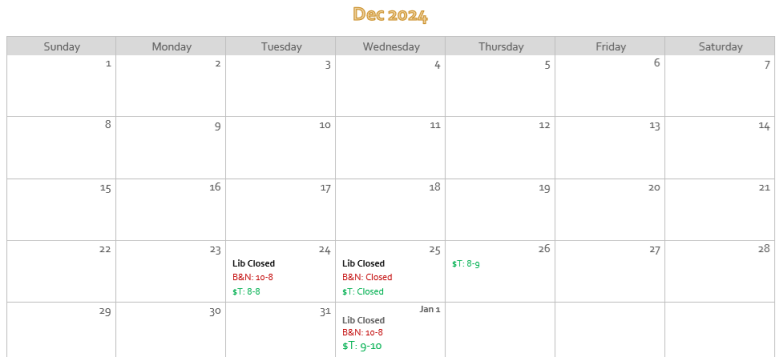 Dec 2024
Sunday Monday Tuesday Wednesday Thursday Friday Saturday
1 2 3 4 5 6 7
8 9 10 11 12 13 14
15 16 17 18 19 20 21
22 23 24 25 26 27 28
Lib Closed Lib Closed $T: 8-9
B&N: 10-8 B&N: Closed
$T: 8-8 $T: Closed
29 30 31 Jan 1
Lib Closed
B&N: 10-8
$T: 9-10